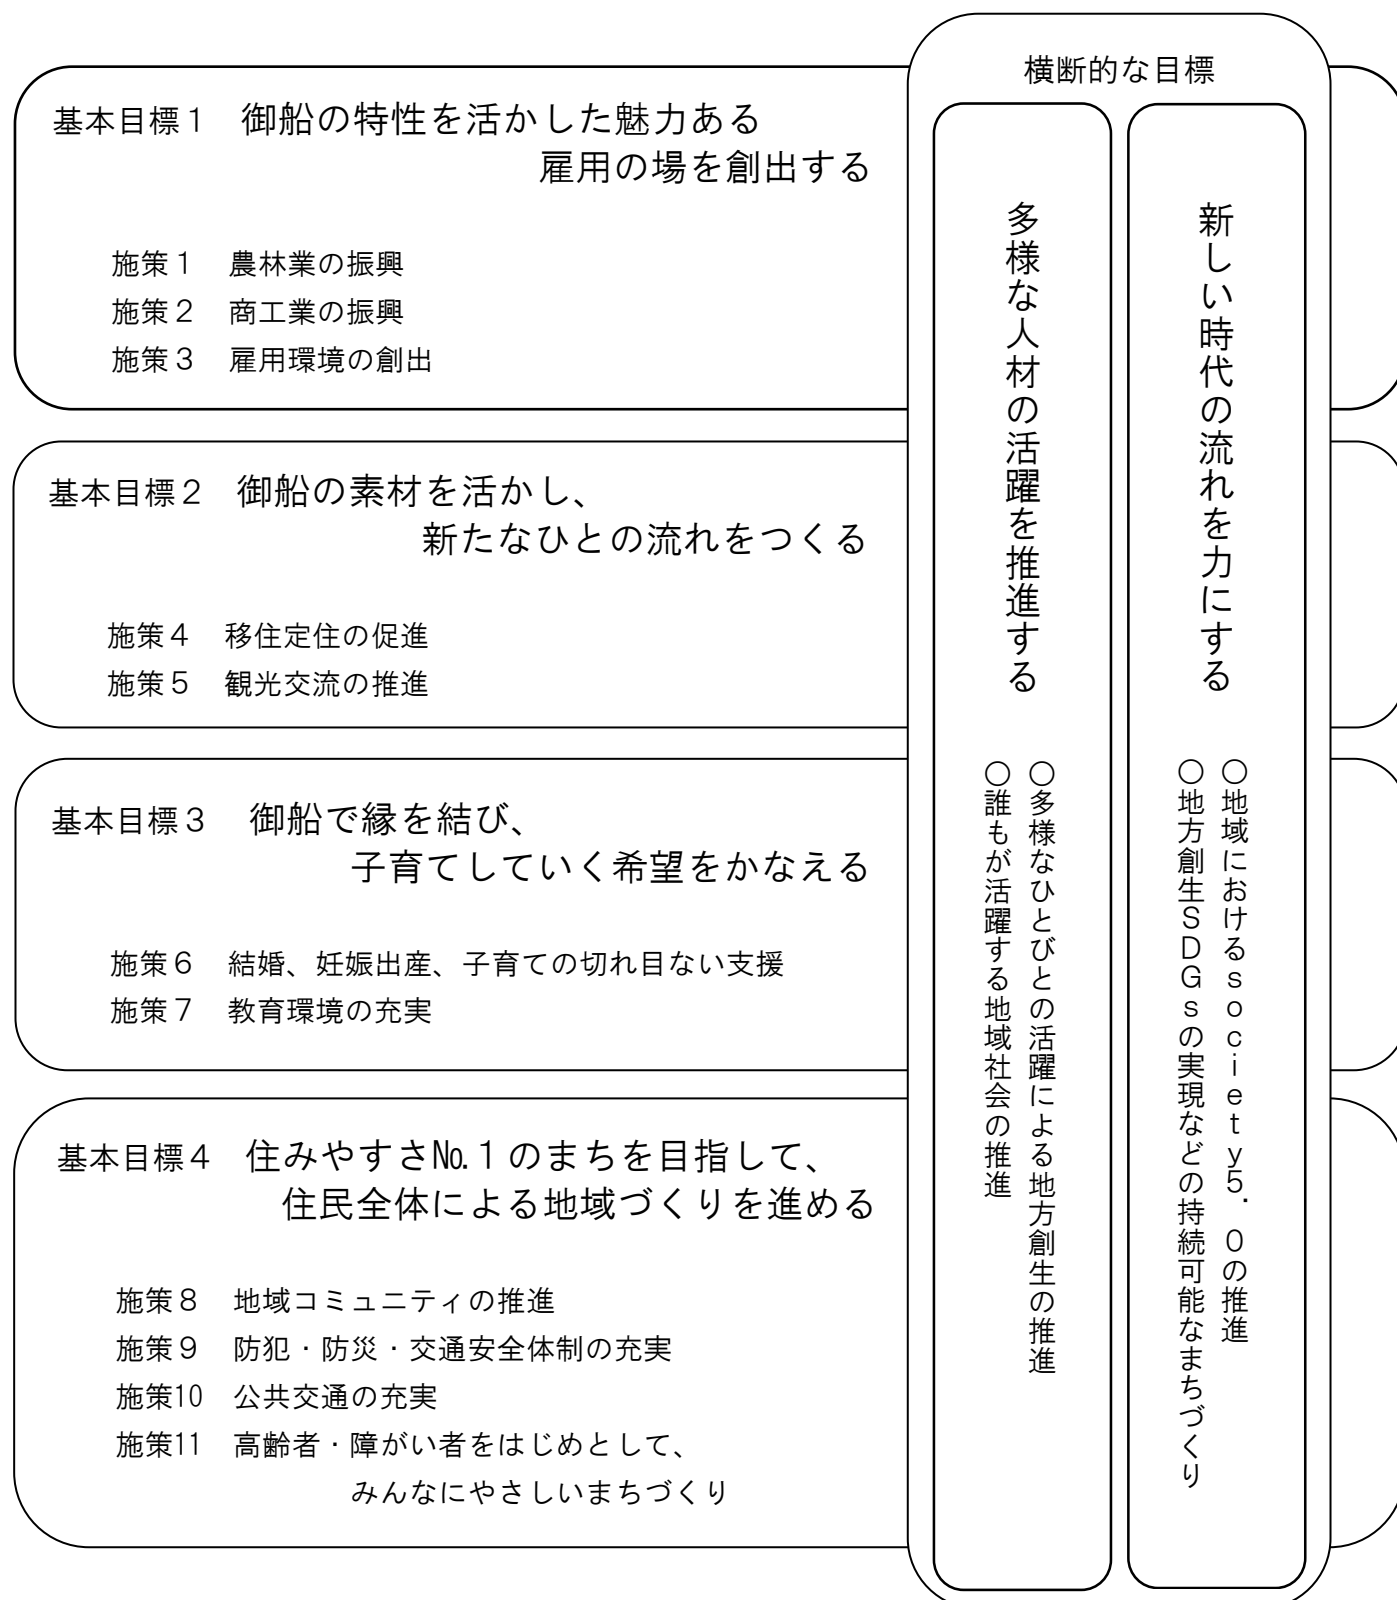 横断的な目標
基本目標１　御船の特性を活かした魅力ある
雇用の場を創出する
施策１　農林業の振興
施策２　商工業の振興
施策３　雇用環境の創出
基本目標２　御船の素材を活かし、
新たなひとの流れをつくる
施策４　移住定住の促進
施策５　観光交流の推進
基本目標３　御船で縁を結び、
子育てしていく希望をかなえる
施策６　結婚、妊娠出産、子育ての切れ目ない支援
施策７　教育環境の充実
基本目標４　住みやすさ№１のまちを目指して、
住民全体による地域づくりを進める
施策８　地域コミュニティの推進
施策９　防犯・防災・交通安全体制の充実
施策10　公共交通の充実
施策11　高齢者・障がい者をはじめとして、
みんなにやさしいまちづくり
新しい時代の流れを力にする
○地域におけるｓｏｃｉｅｔｙ５．０の推進
○地方創生ＳＤＧｓの実現などの持続可能なまちづくり
多様な人材の活躍を推進する
○多様なひとびとの活躍による地方創生の推進
○誰もが活躍する地域社会の推進